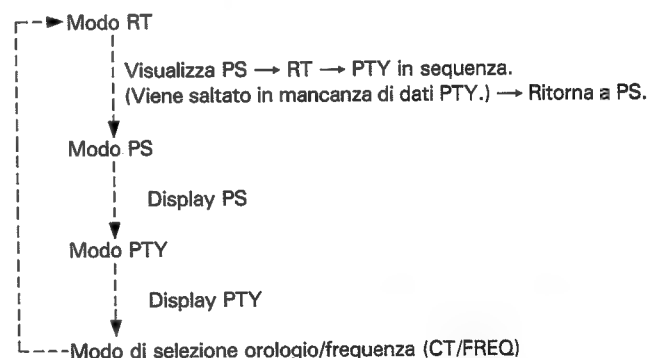 Modo RT
Visualizza PS → RT → PTY in sequenza.
(Viene saltato in mancanza di dati PTY.) → Ritorna a PS.
Modo PS
Display PS
Modo PTY
Display PTY
Modo di selezione orologio/frequenza (CT/FREQ)